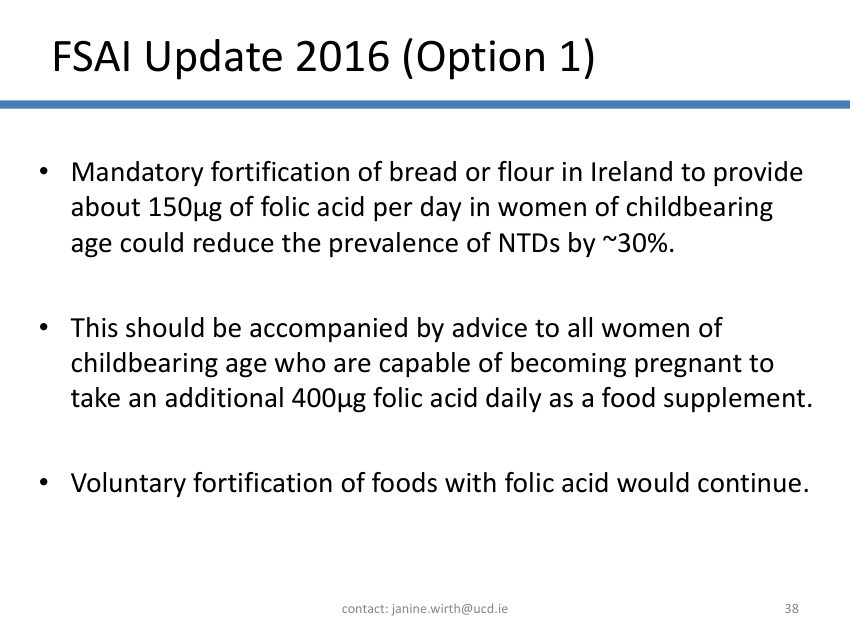 FSAI Update 2016 (Option 1)
• Mandatory fortification of bread or flour in Ireland to provide
about 150µg of folic acid per day in women of childbearing
age could reduce the prevalence of NTDs by ~30%.
• This should be accompanied by advice to all women of
childbearing age who are capable of becoming pregnant to
take an additional 400µg folic acid daily as a food supplement.
• Voluntary fortification of foods with folic acid would continue.
contact: janine.wirth@ucd.ie
38